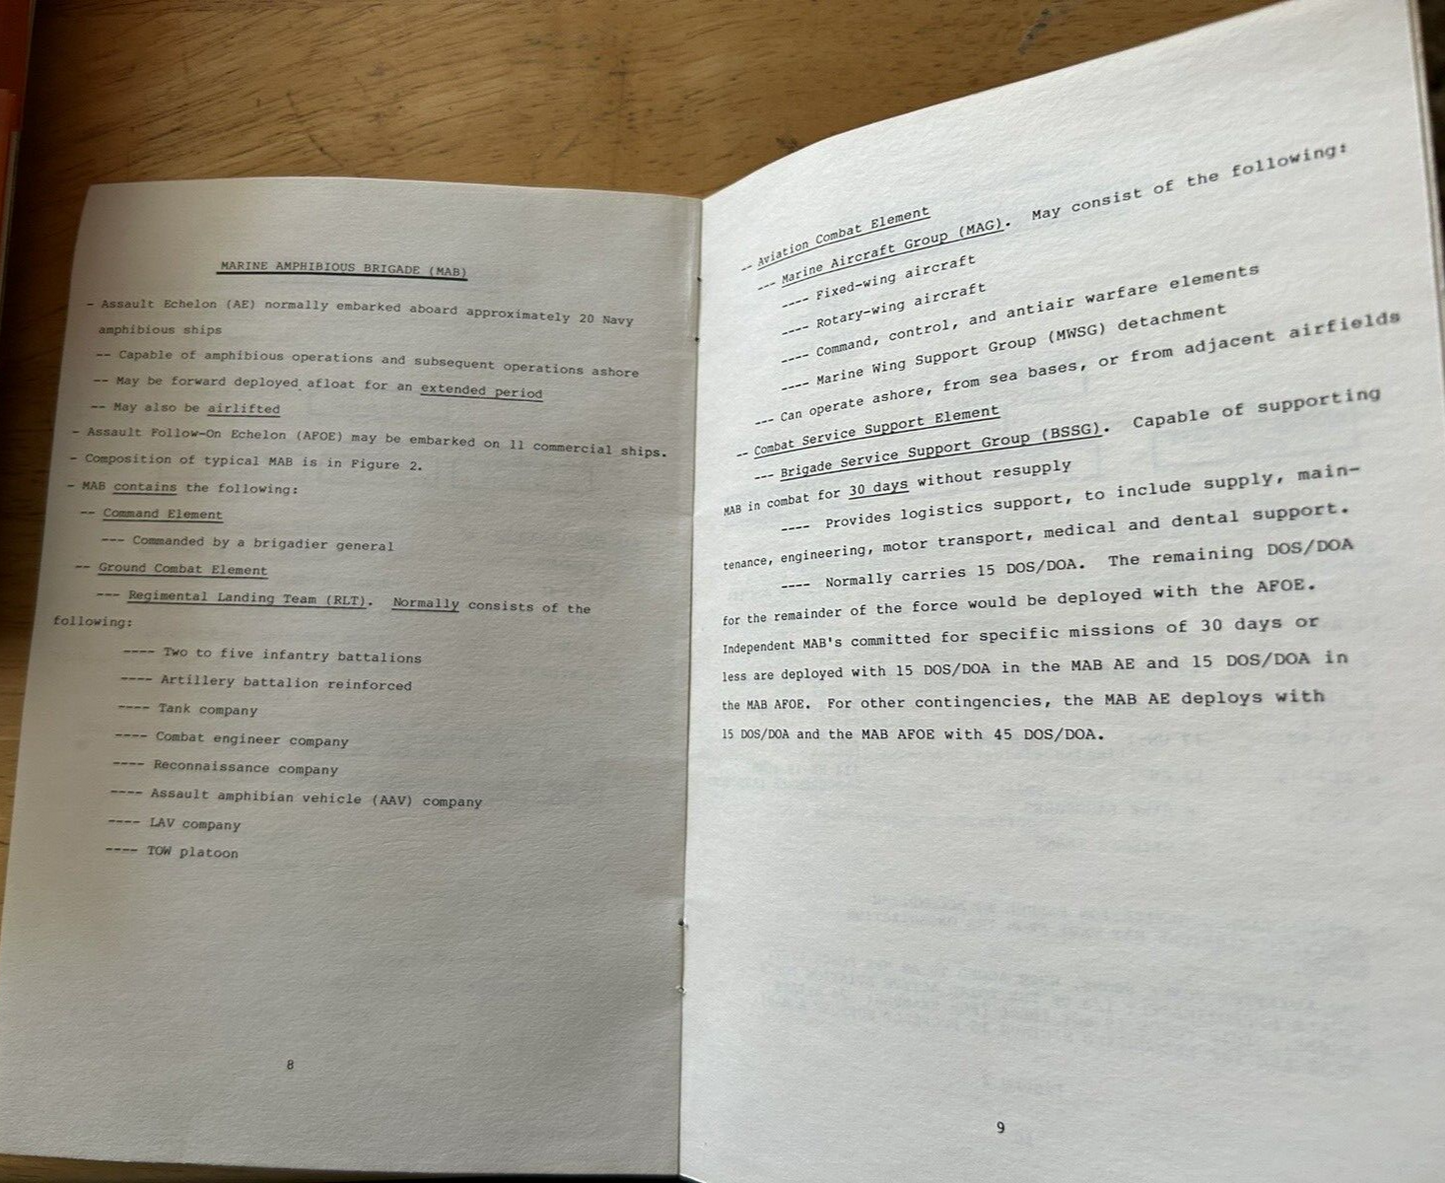 MARINE AMPHIBIOUS BRIGADE (MAB)
- Assault Echelon (AE) normally embarked aboard approximately 20 Navy
amphibious ships
-- Capable of amphibious operations and subsequent operations ashore
-- May be forward deployed afloat for an extended period
-- May also be airlifted
- Assault Follow-On Echelon (AFOE) may be embarked on 11 commercial ships.
- Composition of typical MAB is in Figure 2.
- MAB contains the following:
-- Command Element
--- Commanded by a brigadier general
-- Ground Combat Element
--- Regimental Landing Team (RLT). Normally consists of the
following:
---- Two to five infantry battalions
---- Artillery battalion reinforced
---- Tank company
---- Combat engineer company
---- Reconnaissance company
---- Assault amphibian vehicle (AAV) company
---- LAV company
---- TOW platoon
8
-- Aviation Combat Element
--- Marine Aircraft Group (MAG). May consist of the following:
---- Fixed-wing aircraft
---- Rotary-wing aircraft
---- Command, control, and antiair warfare elements
---- Marine Wing Support Group (MWSG) detachment
--- Can operate ashore, from sea bases, or from adjacent airfields
-- Combat Service Support Element
--- Brigade Service Support Group (BSSG). Capable of supporting
MAB in combat for 30 days without resupply
---- Provides logistics support, to include supply, main-
tenance, engineering, motor transport, medical and dental support.
---- Normally carries 15 DOS/DOA. The remaining DOS/DOA
for the remainder of the force would be deployed with the AFOE.
Independent MAB's committed for specific missions of 30 days or
less are deployed with 15 DOS/DOA in the MAB AE and 15 DOS/DOA in
the MAB AFOE. For other contingencies, the MAB AE deploys with
15 DOS/DOA and the MAB AFOE with 45 DOS/DOA.
9